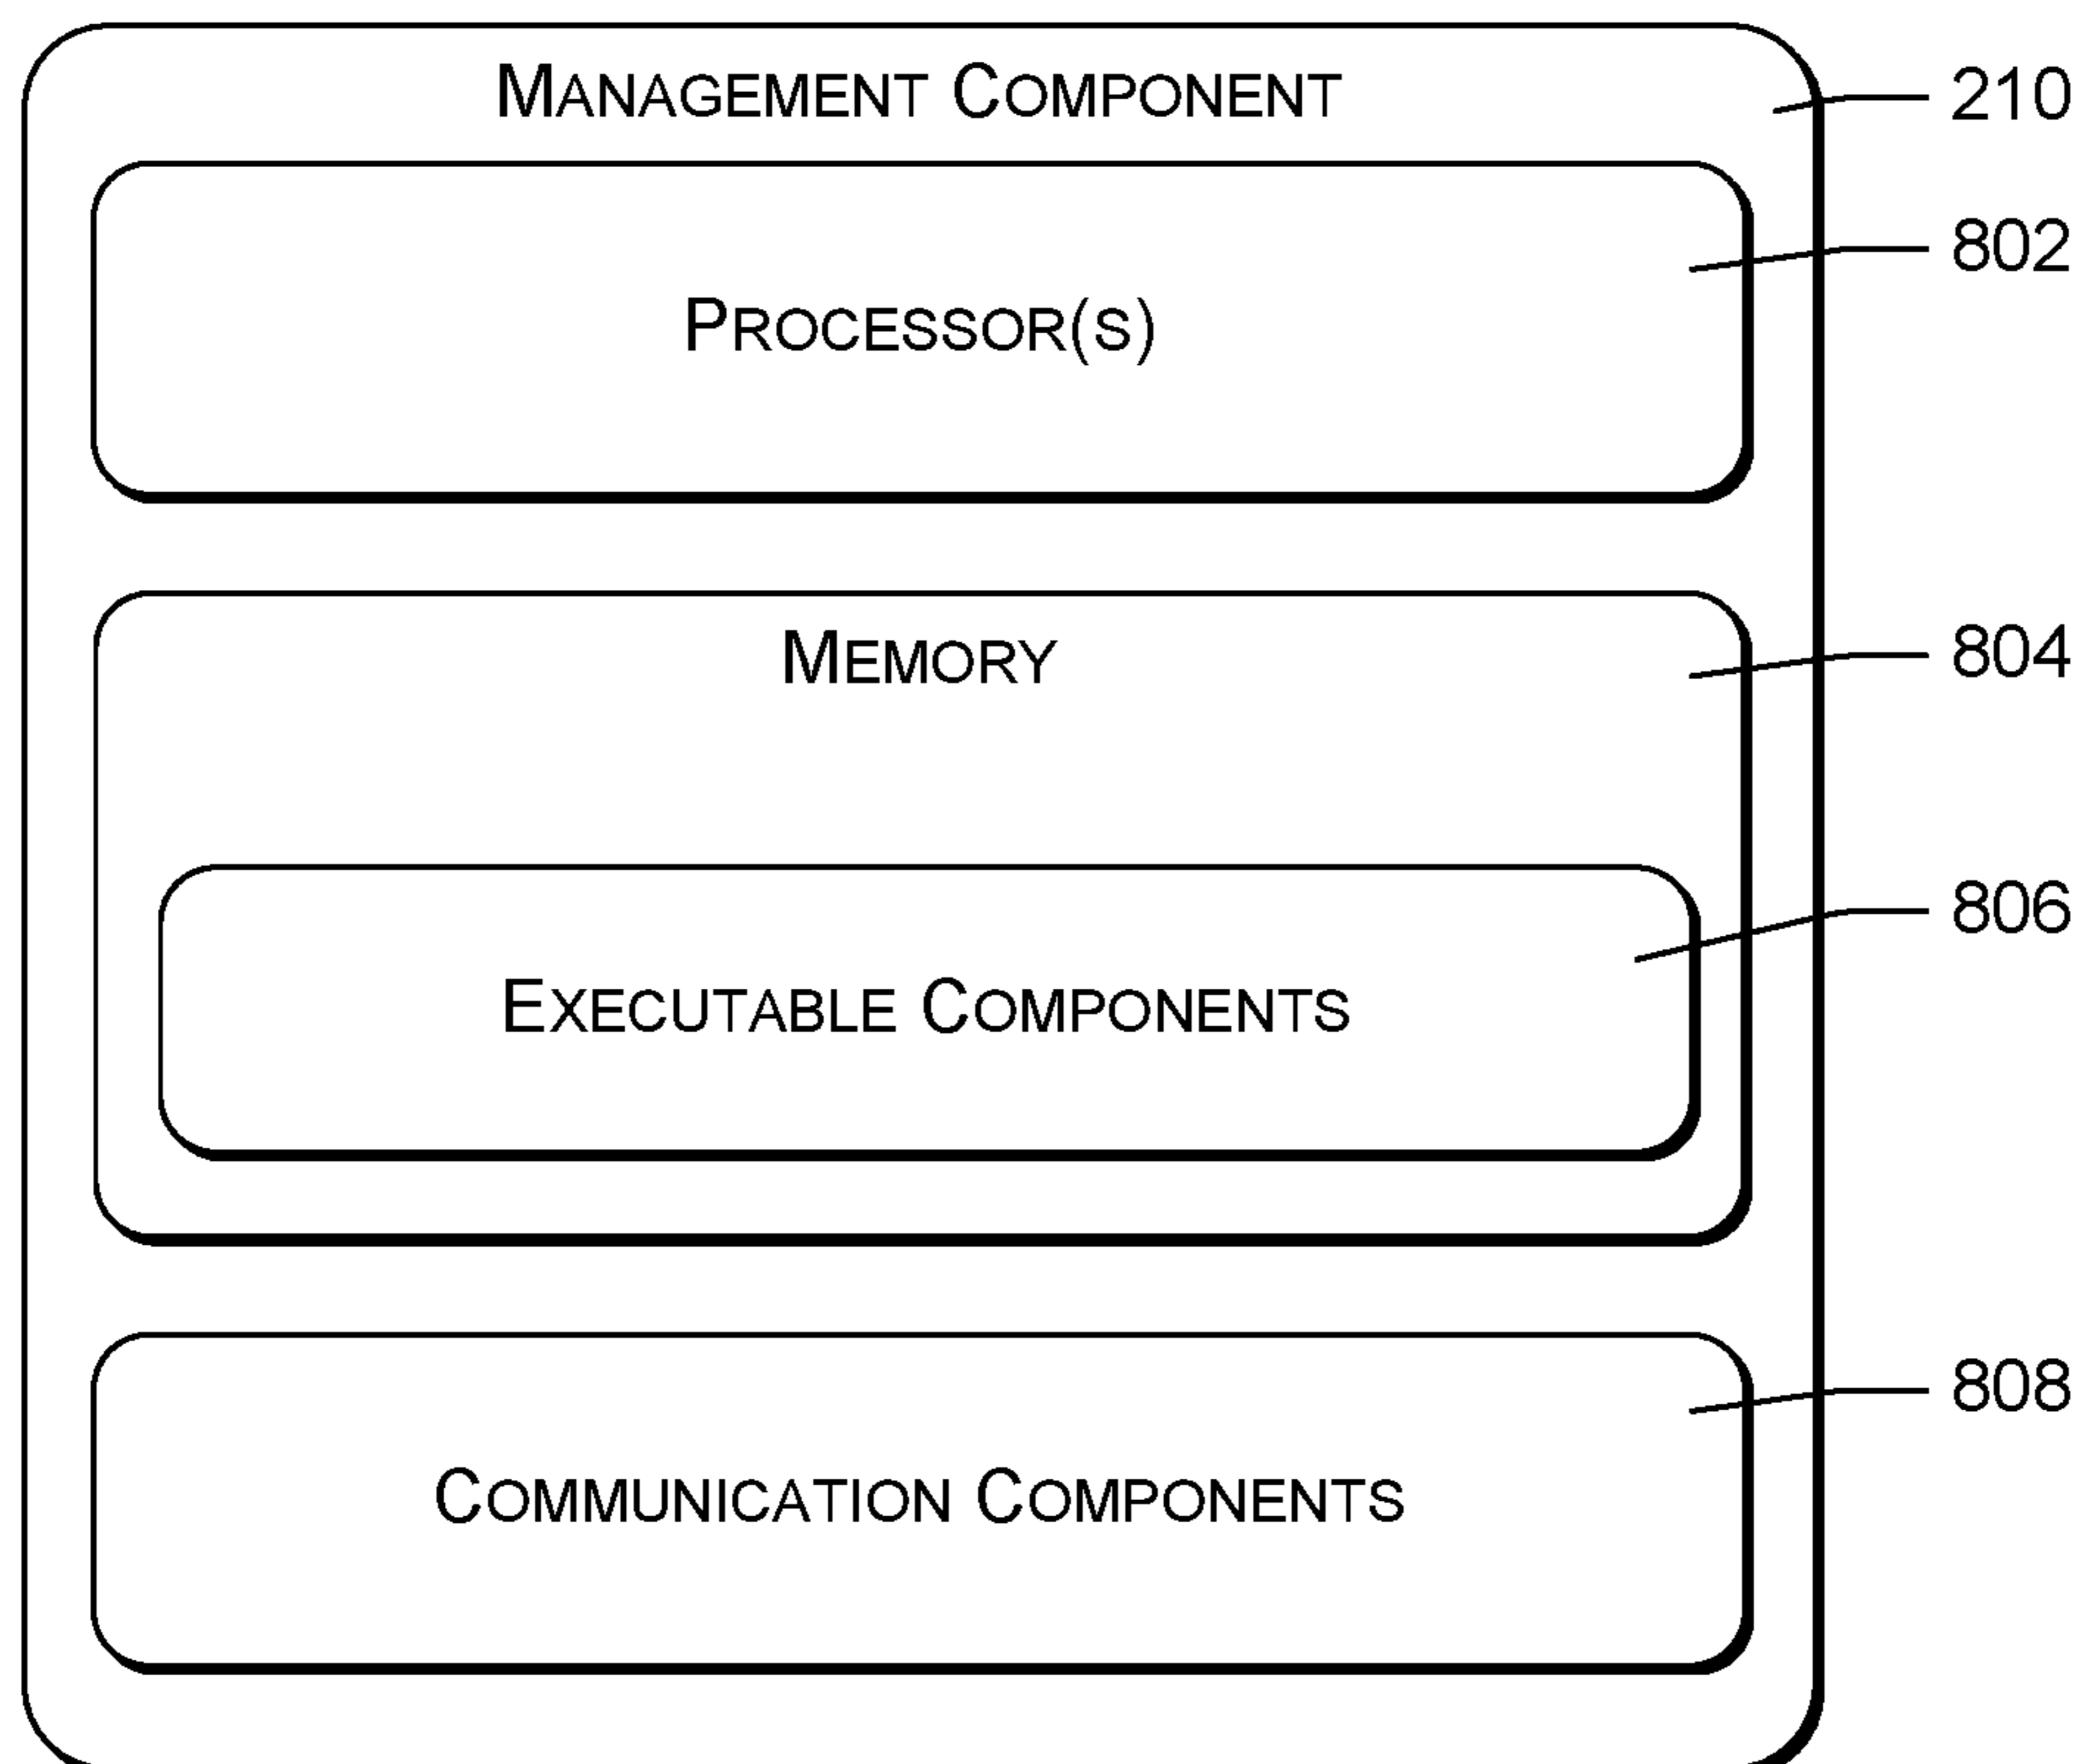 MANAGEMENT COMPONENT
210
802
PROCESSOR(S)
MEMORY
804
806
EXECUTABLE COMPONENTS
808
COMMUNICATION COMPONENTS